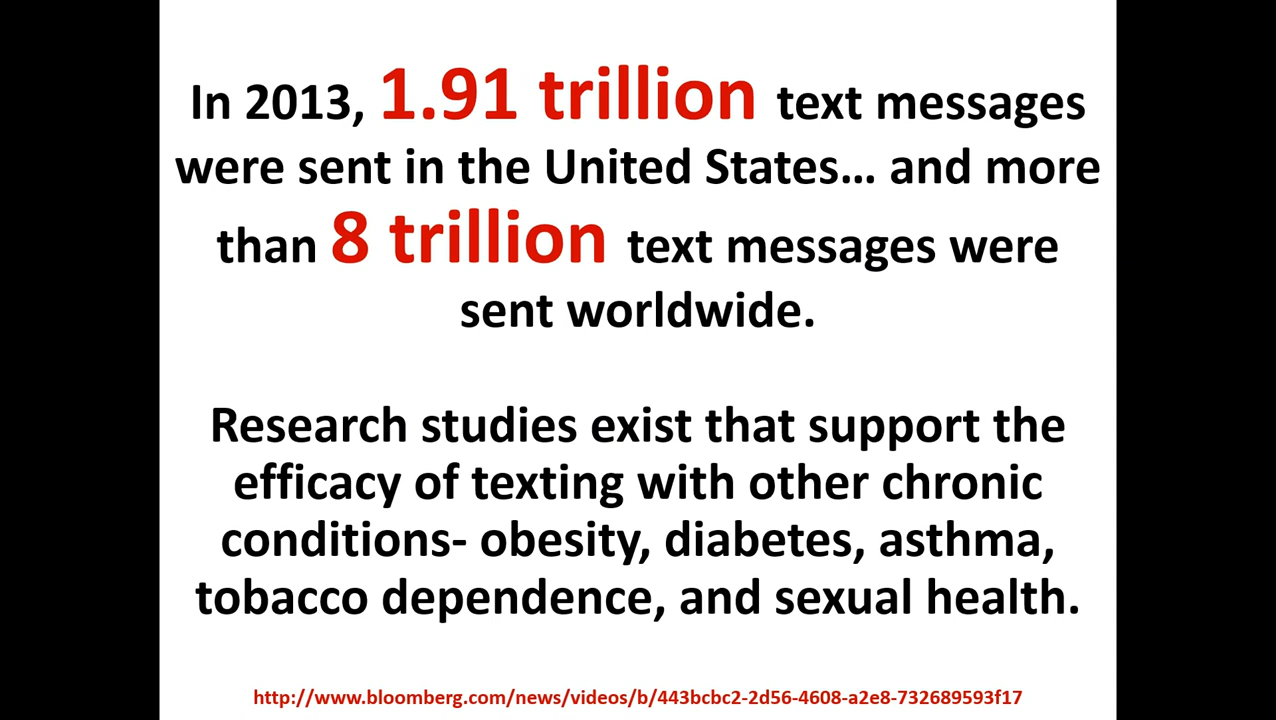 In 2013, 1.91 trillion text messages
were sent in the United States… and more
than 8 trillion text messages were
sent worldwide.
Research studies exist that support the
efficacy of texting with other chronic
conditions- obesity, diabetes, asthma,
tobacco dependence, and sexual health.
http://www.bloomberg.com/news/videos/b/443bcbc2-2d56-4608-a2e8-732689593f17